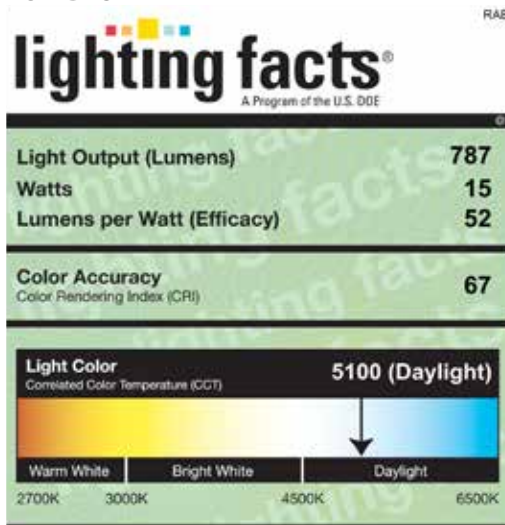 RAB
lighting facts®
A Program of the U.S. DOE
Light Output (Lumens) 787
Watts 15
Lumens per Watt (Efficacy) 52
Color Accuracy 67
Color Rendering Index (CRI)
Light Color 5100 (Daylight)
Correlated Color Temperature (CCT)
Warm White Bright White Daylight
2700K 3000K 4500K 6500K